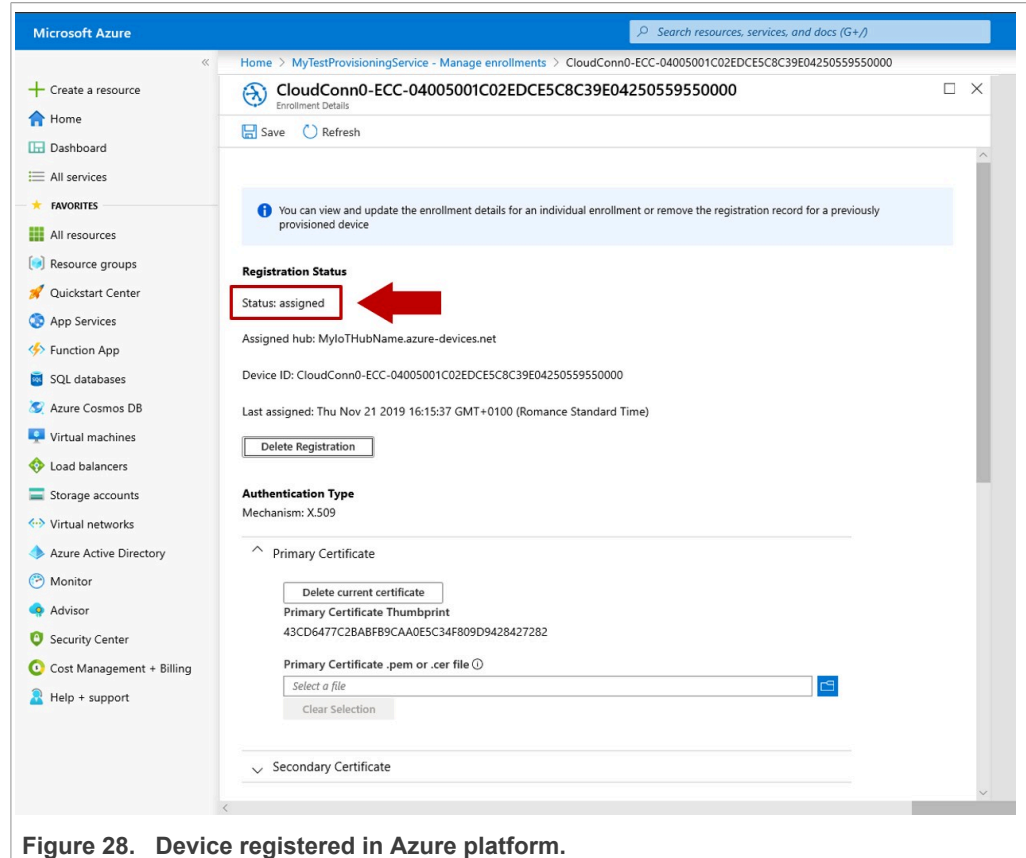 Microsoft Azure
Search resources, services, and docs (G+/)
«
Home > MyTestProvisioningService - Manage enrollments > CloudConn0-ECC-04005001C02EDCE5C8C39E04250559550000
Create a resource
Home
Dashboard
All services
FAVORITES
All resources
Resource groups
Quickstart Center
App Services
Function App
SQL databases
Azure Cosmos DB
Virtual machines
Load balancers
Storage accounts
Virtual networks
Azure Active Directory
Monitor
Advisor
Security Center
Cost Management + Billing
Help + support
CloudConn0-ECC-04005001C02EDCE5C8C39E04250559550000
Enrollment Details
Save Refresh
You can view and update the enrollment details for an individual enrollment or remove the registration record for a previously
provisioned device
Registration Status
Status: assigned
Assigned hub: MyIoTHubName.azure-devices.net
Device ID: CloudConn0-ECC-04005001C02EDCE5C8C39E04250559550000
Last assigned: Thu Nov 21 2019 16:15:37 GMT+0100 (Romance Standard Time)
Delete Registration
Authentication Type
Mechanism: X.509
Primary Certificate
Delete current certificate
Primary Certificate Thumbprint
43CD6477C2BABFB9CAA0E5C34F809D9428427282
Primary Certificate .pem or .cer file
Select a file
Clear Selection
Secondary Certificate
Figure 28. Device registered in Azure platform.